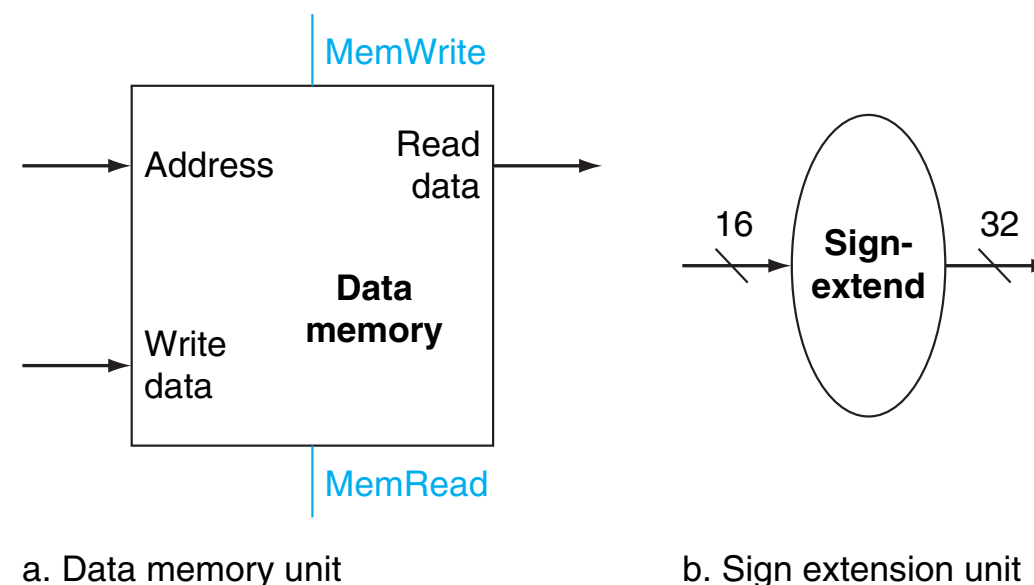 MemWrite
Address
Read
data
Data
memory
Write
data
MemRead
16
Sign-
extend
32
a. Data memory unit
b. Sign extension unit